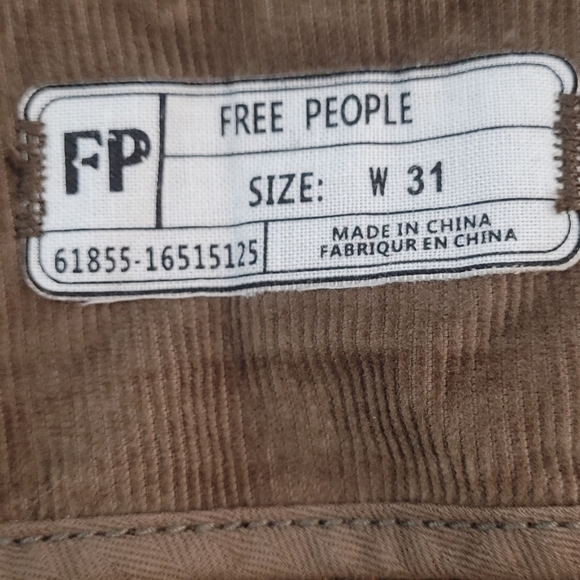 FP
FREE PEOPLE
SIZE: W 31
61855-16515125
MADE IN CHINA
FABRIQUR EN CHINA